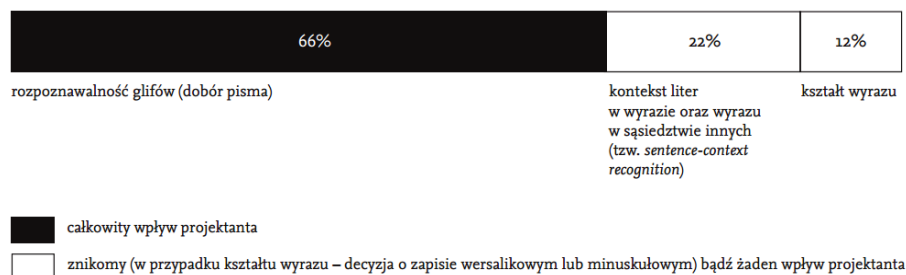 66%
22%
12%
rozpoznawalność glifów (dobór pisma)
kontekst liter
w wyrazie oraz wyrazu
w sąsiedztwie innych
(tzw. sentence-context
recognition)
kształt wyrazu
całkowity wpływ projektanta
znikomy (w przypadku kształtu wyrazu – decyzja o zapisie wersalikowym lub minuskułowym) bądź żaden wpływ projektanta